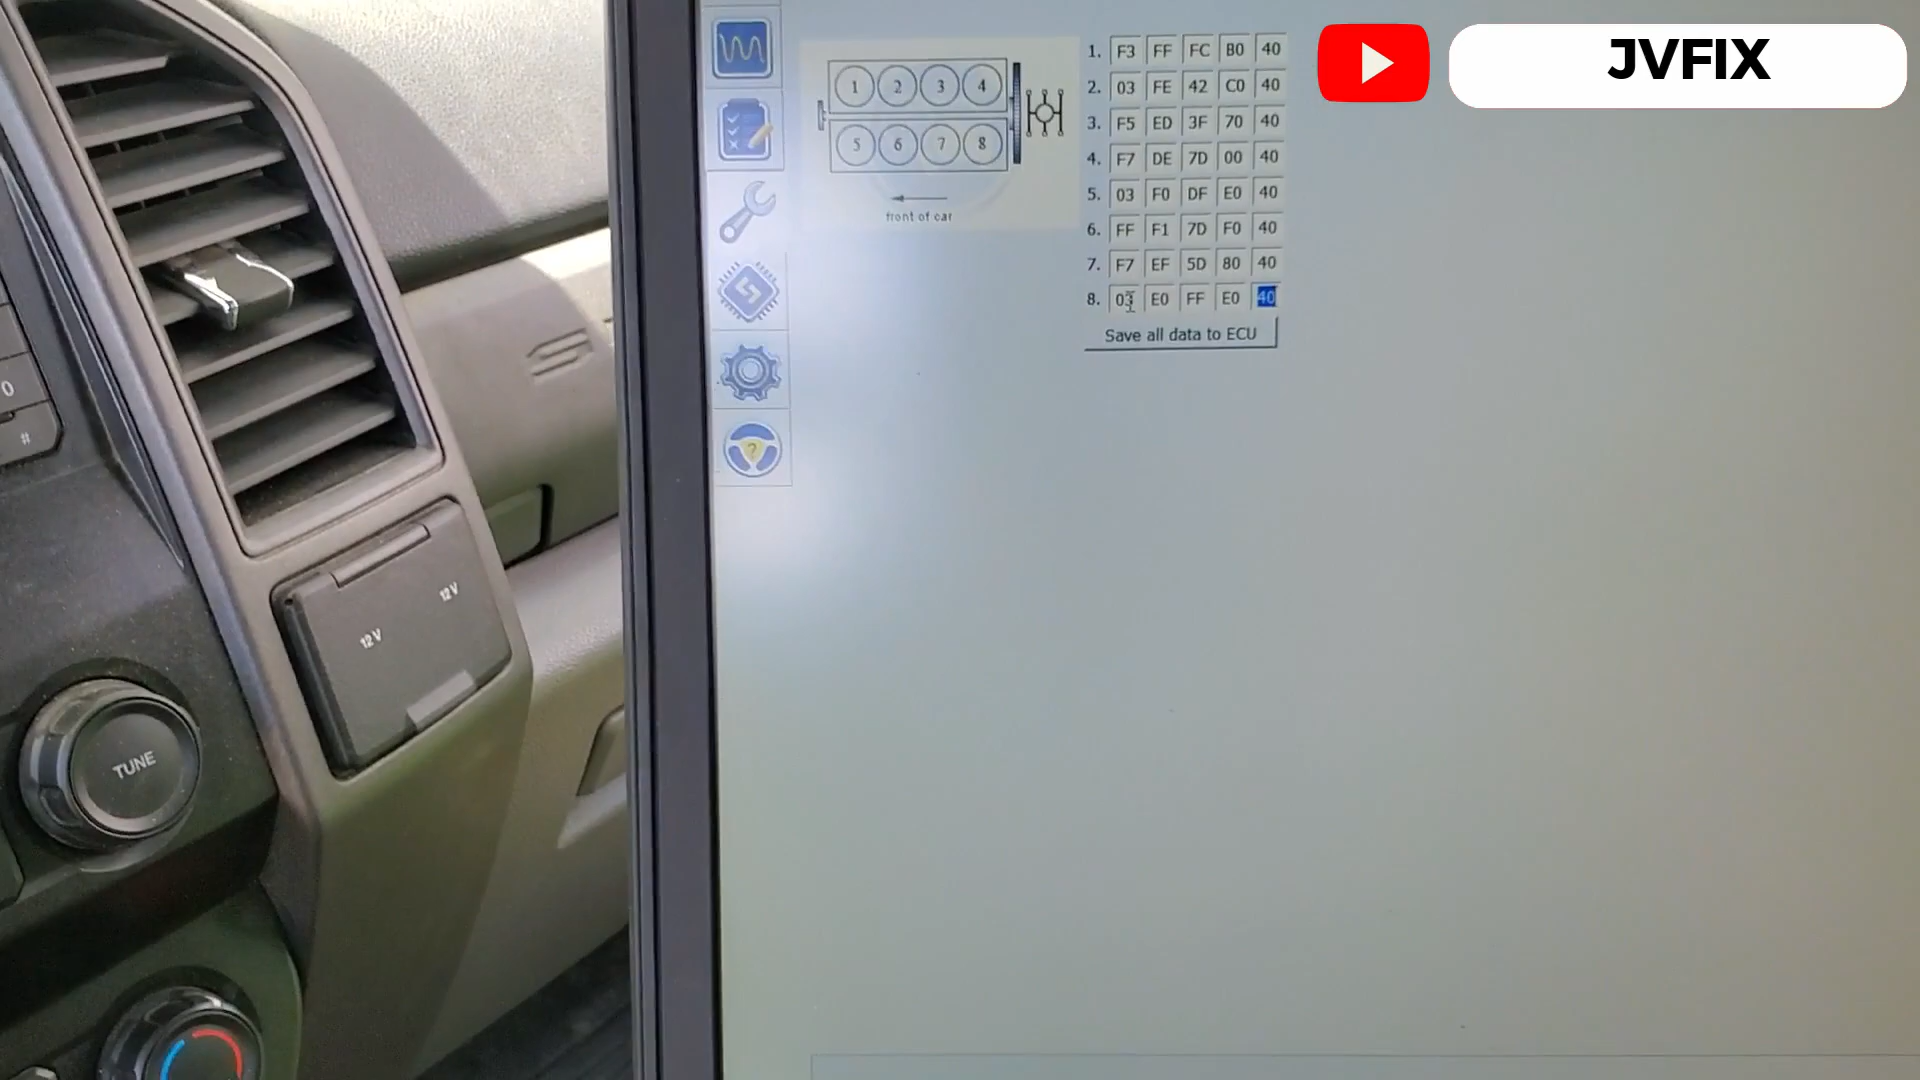 JVFIX
1 2 3 4
5 6 7 8
front of car
1. F3 FF FC B0 40
2. 03 FE 42 C0 40
3. F5 ED 3F 70 40
4. F7 DE 7D 00 40
5. 03 F0 DF E0 40
6. FF F1 7D F0 40
7. F7 EF 5D 80 40
8. 03 E0 FF E0 40
Save all data to ECU
?
0
#
12V
12V
TUNE